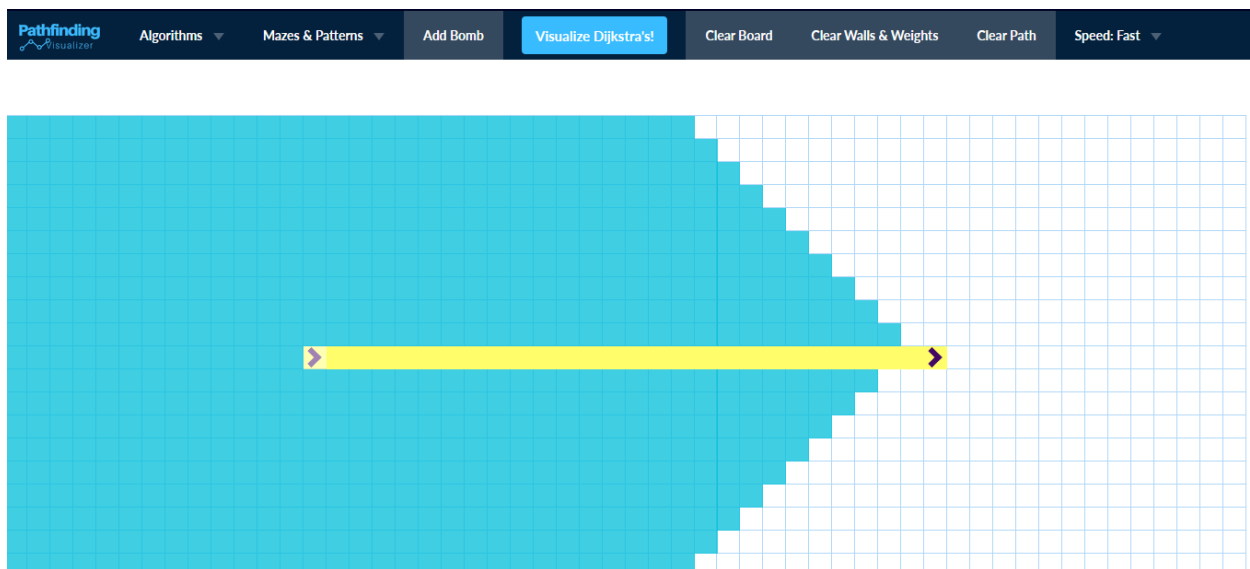 Pathfinding
Visualizer
Algorithms
Mazes & Patterns
Add Bomb
Visualize Dijkstra's!
Clear Board
Clear Walls & Weights
Clear Path
Speed: Fast